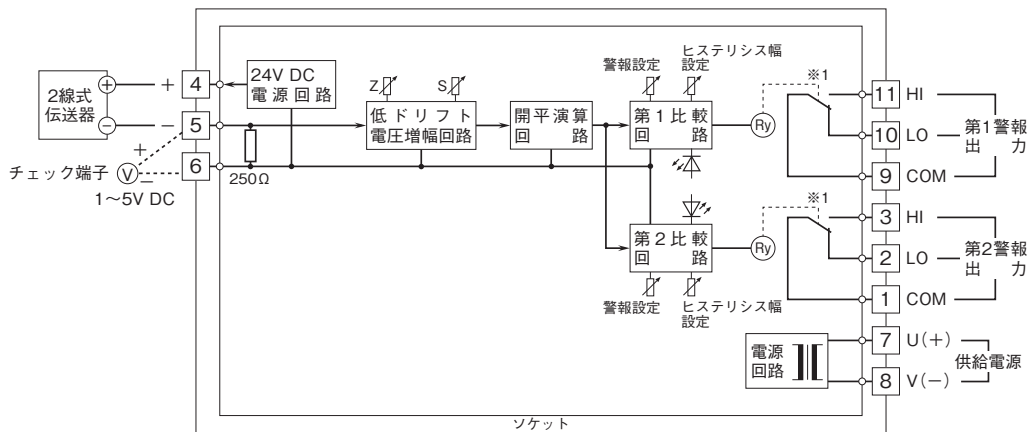 2線式
伝送器
+
−
+
−
4
5
6
+
−
チェック端子
V
1〜5V DC
24V DC
電源回路
250Ω
Z
S
低ドリフト
電圧増幅回路
開平演算
回路
警報設定
ヒステリシス幅
設定
第1比較
回路
Ry
※1
11
HI
10
LO
9
COM
第1警報
出力
第2比較
回路
警報設定
ヒステリシス幅
設定
Ry
※1
3
HI
2
LO
1
COM
第2警報
出力
電源
回路
7
U(+)
8
V(−)
供給電源
ソケット